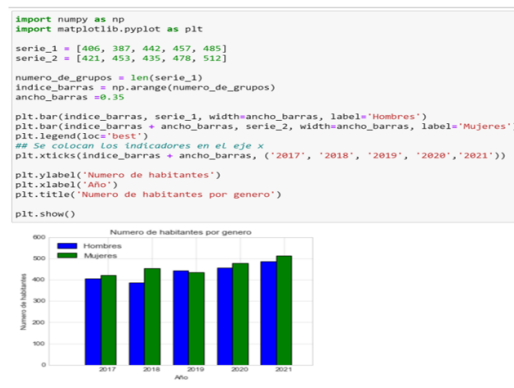 import numpy as np
import matplotlib.pyplot as plt
serie_1 = [406, 387, 442, 457, 485]
serie_2 = [421, 453, 435, 478, 512]
numero_de_grupos = len(serie_1)
indice_barras = np.arange(numero_de_grupos)
ancho_barras =0.35
plt.bar(indice_barras, serie_1, width=ancho_barras, label='Hombres')
plt.bar(indice_barras + ancho_barras, serie_2, width=ancho_barras, label='Mujeres'
plt.legend(loc='best')
## Se colocan los indicadores en el eje x
plt.xticks(indice_barras + ancho_barras, ('2017', '2018', '2019', '2020','2021'))
plt.ylabel('Numero de habitantes')
plt.xlabel('Año')
plt.title('Numero de habitantes por genero')
plt.show()
Numero de habitantes por genero
600
500
400
300
200
100
0
Numero de habitantes
Hombres
Mujeres
2017 2018 2019 2020 2021
Año